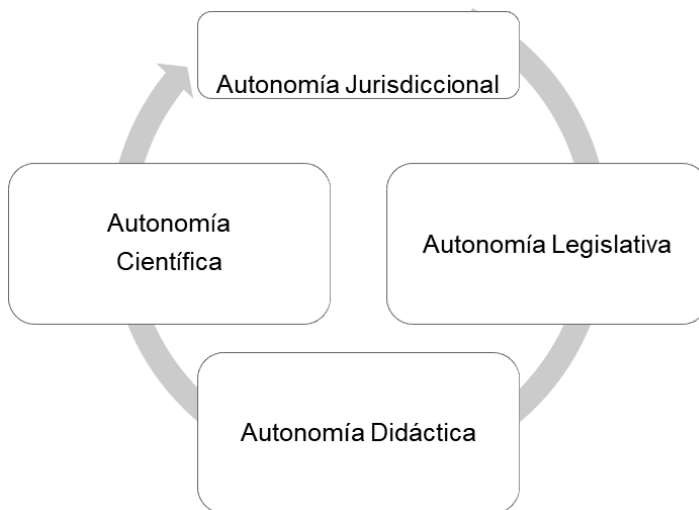 Autonomía Jurisdiccional
Autonomía
Científica
Autonomía Legislativa
Autonomía Didáctica